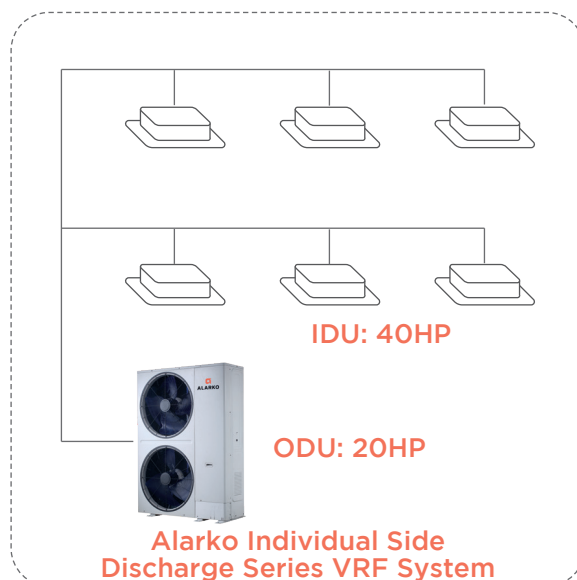 IDU: 40HP
ALARKO
ODU: 20HP
Alarko Individual Side
Discharge Series VRF System